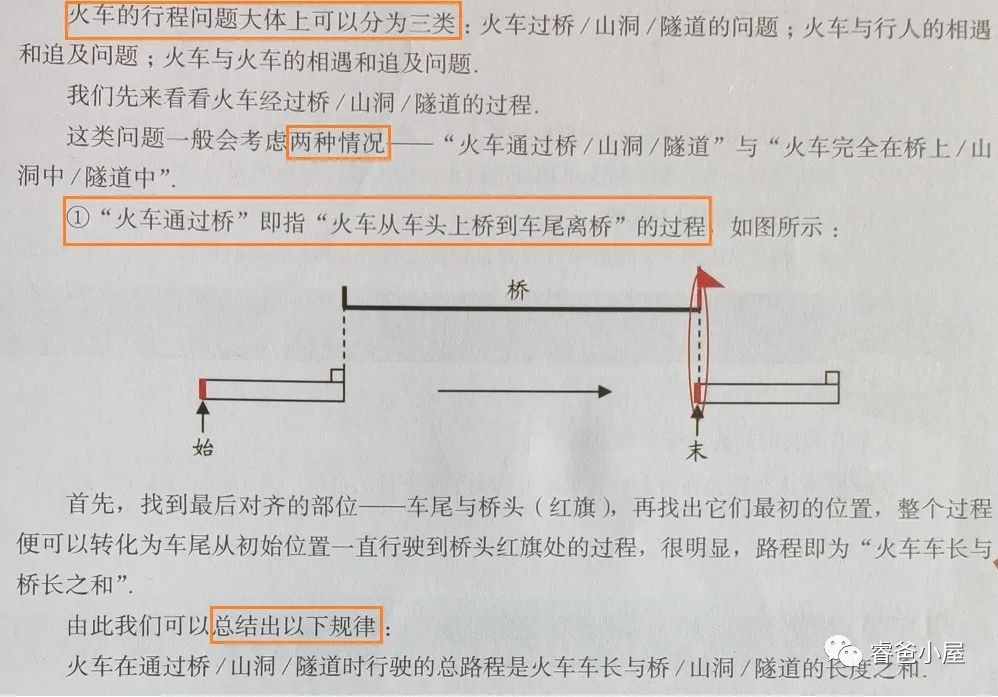 火车的行程问题大体上可以分为三类：火车过桥/山洞/隧道的问题；火车与行人的相遇
和追及问题；火车与火车的相遇和追及问题.
我们先来看看火车经过桥/山洞/隧道的过程.
这类问题一般会考虑两种情况——“火车通过桥/山洞/隧道”与“火车完全在桥上/山
洞中/隧道中”.
①“火车通过桥”即指“火车从车头上桥到车尾离桥”的过程，如图所示：
桥
始
末
首先，找到最后对齐的部位——车尾与桥头（红旗），再找出它们最初的位置，整个过程
便可以转化为车尾从初始位置一直行驶到桥头红旗处的过程，很明显，路程即为“火车车长与
桥长之和”.
由此我们可以总结出以下规律：
火车在通过桥/山洞/隧道时行驶的总路程是火车车长与桥/山洞/隧道的长度之和.
睿爸小屋